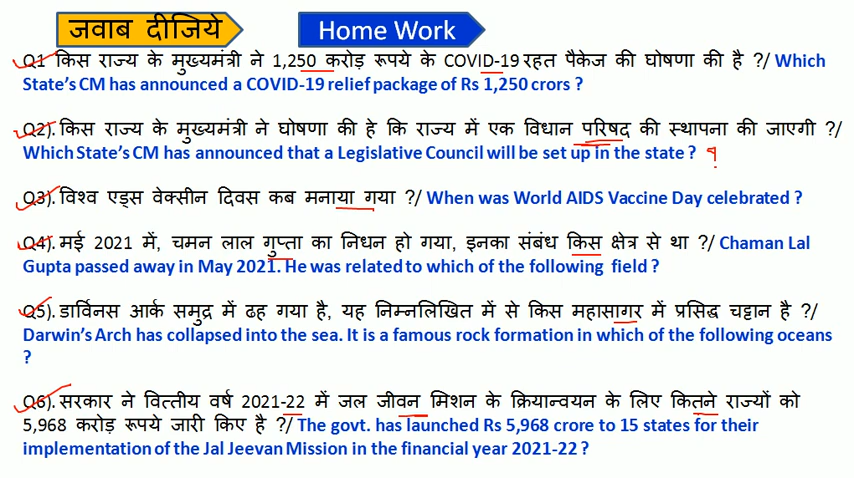 जवाब दीजिये
Home Work
Q1 किस राज्य के मुख्यमंत्री ने 1,250 करोड़ रूपये के COVID-19 रहत पैकेज की घोषणा की है ?/ Which
State's CM has announced a COVID-19 relief package of Rs 1,250 crors ?
Q2). किस राज्य के मुख्यमंत्री ने घोषणा की हे कि राज्य में एक विधान परिषद की स्थापना की जाएगी ?/
Which State's CM has announced that a Legislative Council will be set up in the state ?
Q3). विश्व एड्स वेक्सीन दिवस कब मनाया गया ?/ When was World AIDS Vaccine Day celebrated ?
Q4). मई 2021 में, चमन लाल गुप्ता का निधन हो गया, इनका संबंध किस क्षेत्र से था ?/ Chaman Lal
Gupta passed away in May 2021. He was related to which of the following field ?
Q5). डार्विनस आर्क समुद्र में ढह गया है, यह निम्नलिखित में से किस महासागर में प्रसिद्ध चट्टान है ?/
Darwin's Arch has collapsed into the sea. It is a famous rock formation in which of the following oceans
?
Q6). सरकार ने वित्तीय वर्ष 2021-22 में जल जीवन मिशन के क्रियान्वयन के लिए कितने राज्यों को
5,968 करोड़ रूपये जारी किए है ?/ The govt. has launched Rs 5,968 crore to 15 states for their
implementation of the Jal Jeevan Mission in the financial year 2021-22 ?